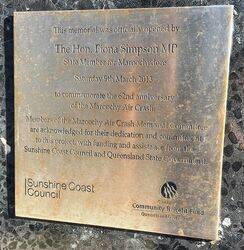 This memorial was officially opened by
The Hon. Fiona Simpson MP
State Member for Maroochydore
Saturday 9th March 2013
to commemorate the 62nd anniversary
of the Maroochy Air Crash.
Members of the Maroochy Air Crash Memorial Committee
are acknowledged for their dedication and commitment
to this project, with funding and assistance from the
Sunshine Coast Council and Queensland State Government.
Sunshine Coast
Council
Community Benefit Fund
Queensland